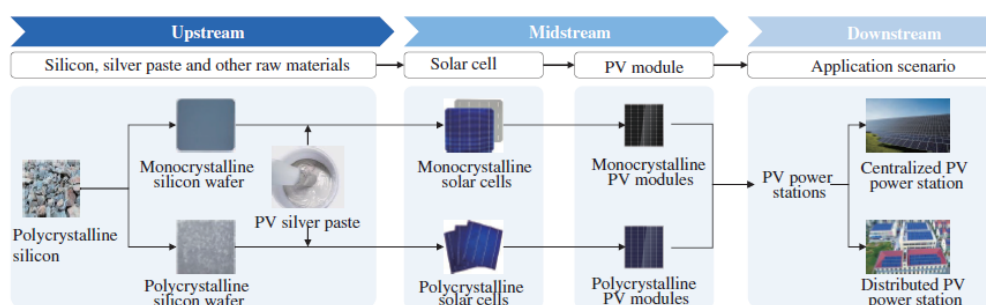 Upstream
Midstream
Downstream
Silicon, silver paste and other raw materials
Solar cell
PV module
Application scenario
Monocrystalline
silicon wafer
Monocrystalline
solar cells
Monocrystalline
PV modules
Centralized PV
power station
PV power
stations
PV silver paste
Polycrystalline
silicon
Polycrystalline
silicon wafer
Polycrystalline
solar cells
Polycrystalline
PV modules
Distributed PV
power station